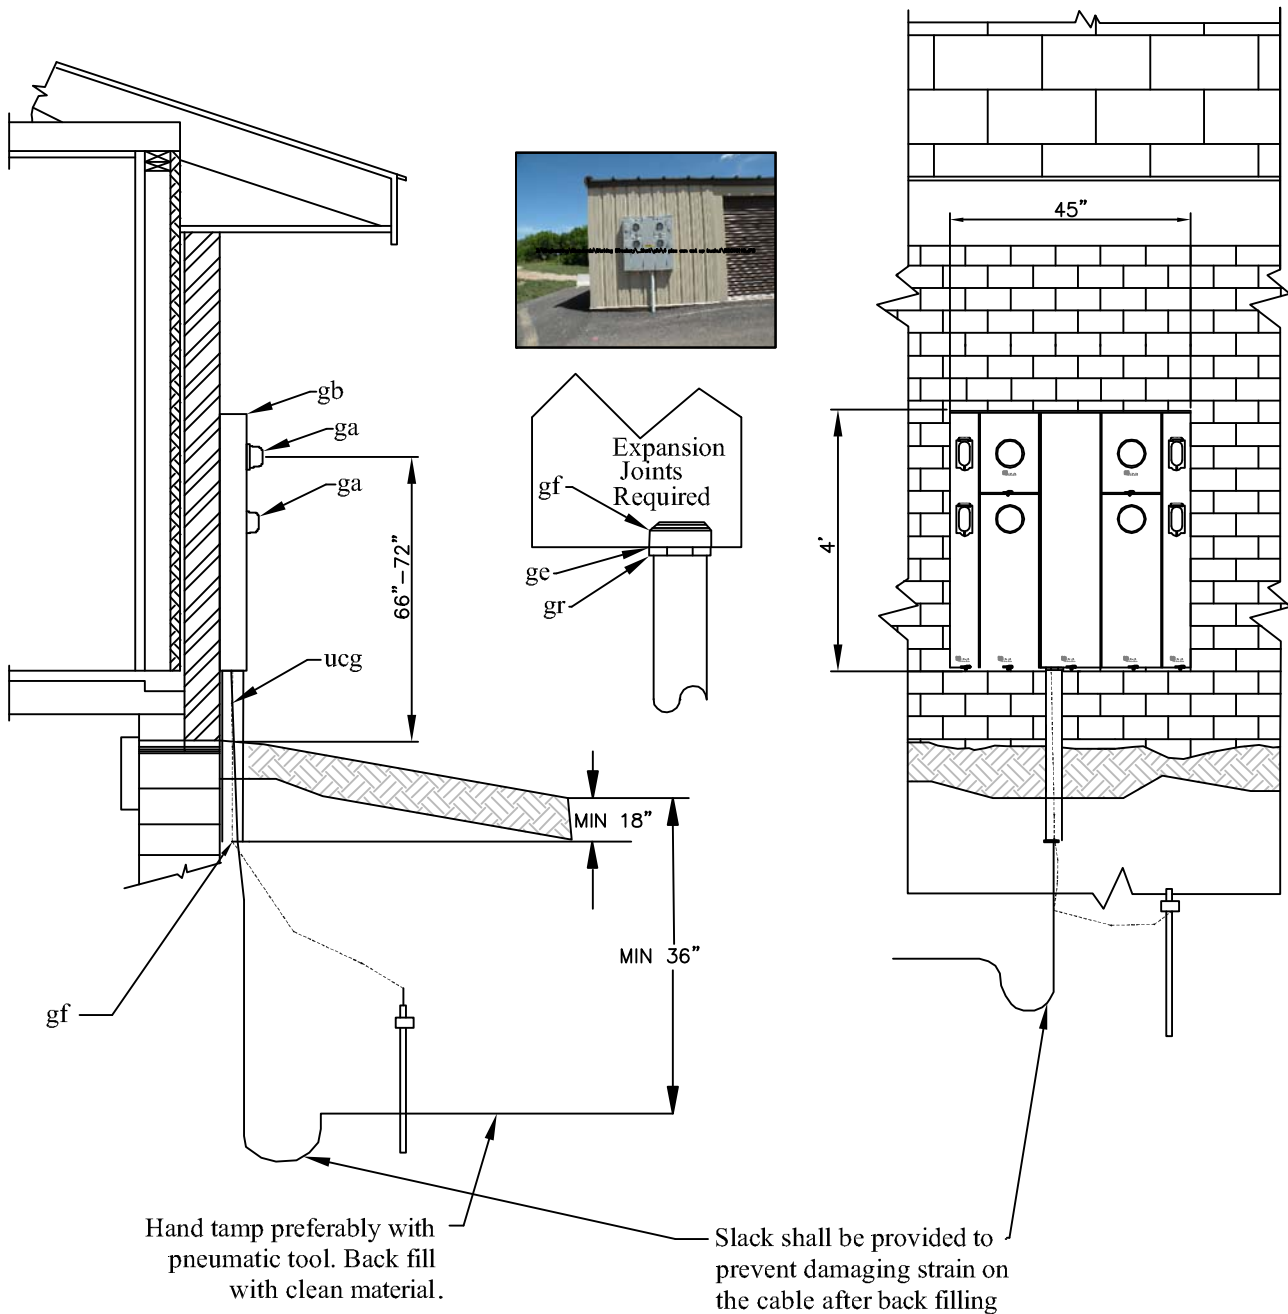 45”
gb
ga
ga
Expansion
Joints
Required
gf
ge
gr
66”–72”
4’
ucg
MIN 18”
MIN 36”
gf
Hand tamp preferably with
pneumatic tool. Back fill
with clean material.
Slack shall be provided to
prevent damaging strain on
the cable after back filling